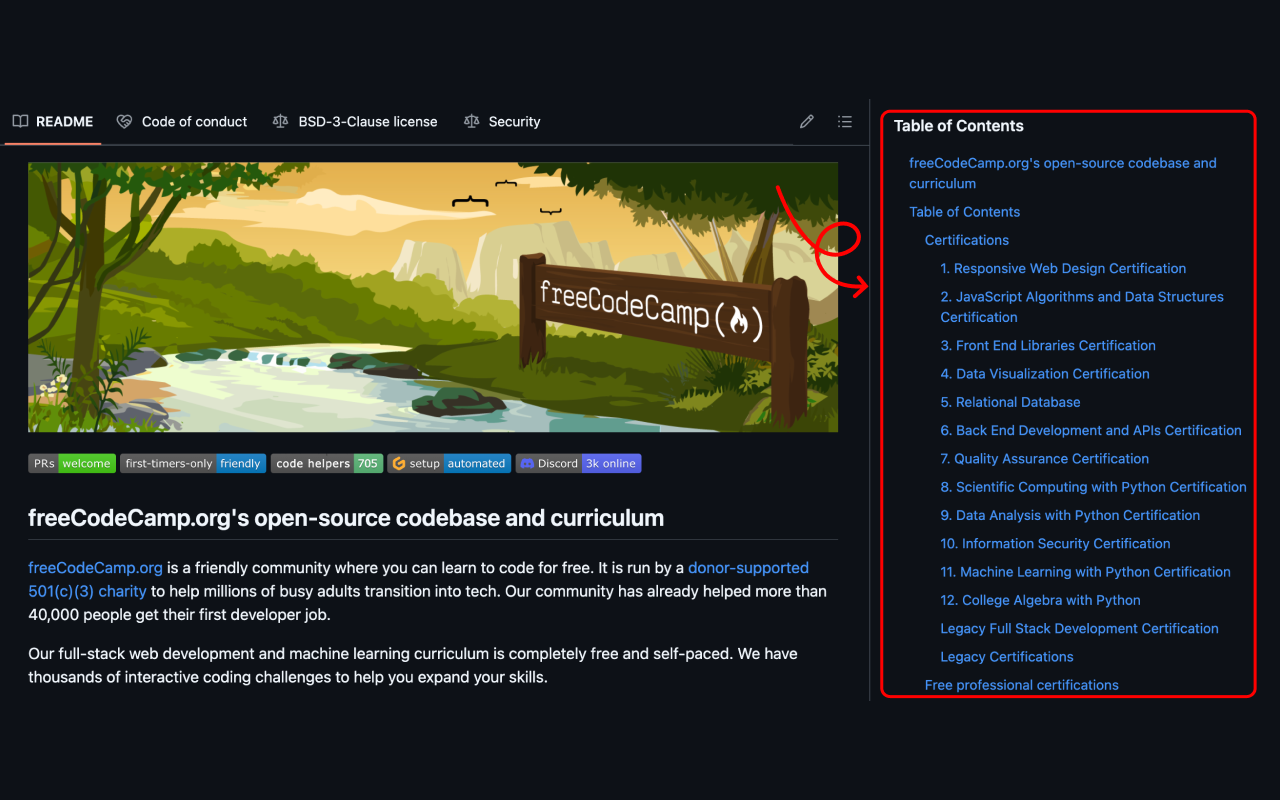 README
Code of conduct
BSD-3-Clause license
Security
freeCodeCamp(🔥)
PRs welcome
first-timers-only friendly
code helpers 705
setup automated
Discord 3k online
freeCodeCamp.org's open-source codebase and curriculum
freeCodeCamp.org is a friendly community where you can learn to code for free. It is run by a donor-supported
501(c)(3) charity to help millions of busy adults transition into tech. Our community has already helped more than
40,000 people get their first developer job.
Our full-stack web development and machine learning curriculum is completely free and self-paced. We have
thousands of interactive coding challenges to help you expand your skills.
Table of Contents
freeCodeCamp.org's open-source codebase and
curriculum
Table of Contents
Certifications
1. Responsive Web Design Certification
2. JavaScript Algorithms and Data Structures
Certification
3. Front End Libraries Certification
4. Data Visualization Certification
5. Relational Database
6. Back End Development and APIs Certification
7. Quality Assurance Certification
8. Scientific Computing with Python Certification
9. Data Analysis with Python Certification
10. Information Security Certification
11. Machine Learning with Python Certification
12. College Algebra with Python
Legacy Full Stack Development Certification
Legacy Certifications
Free professional certifications